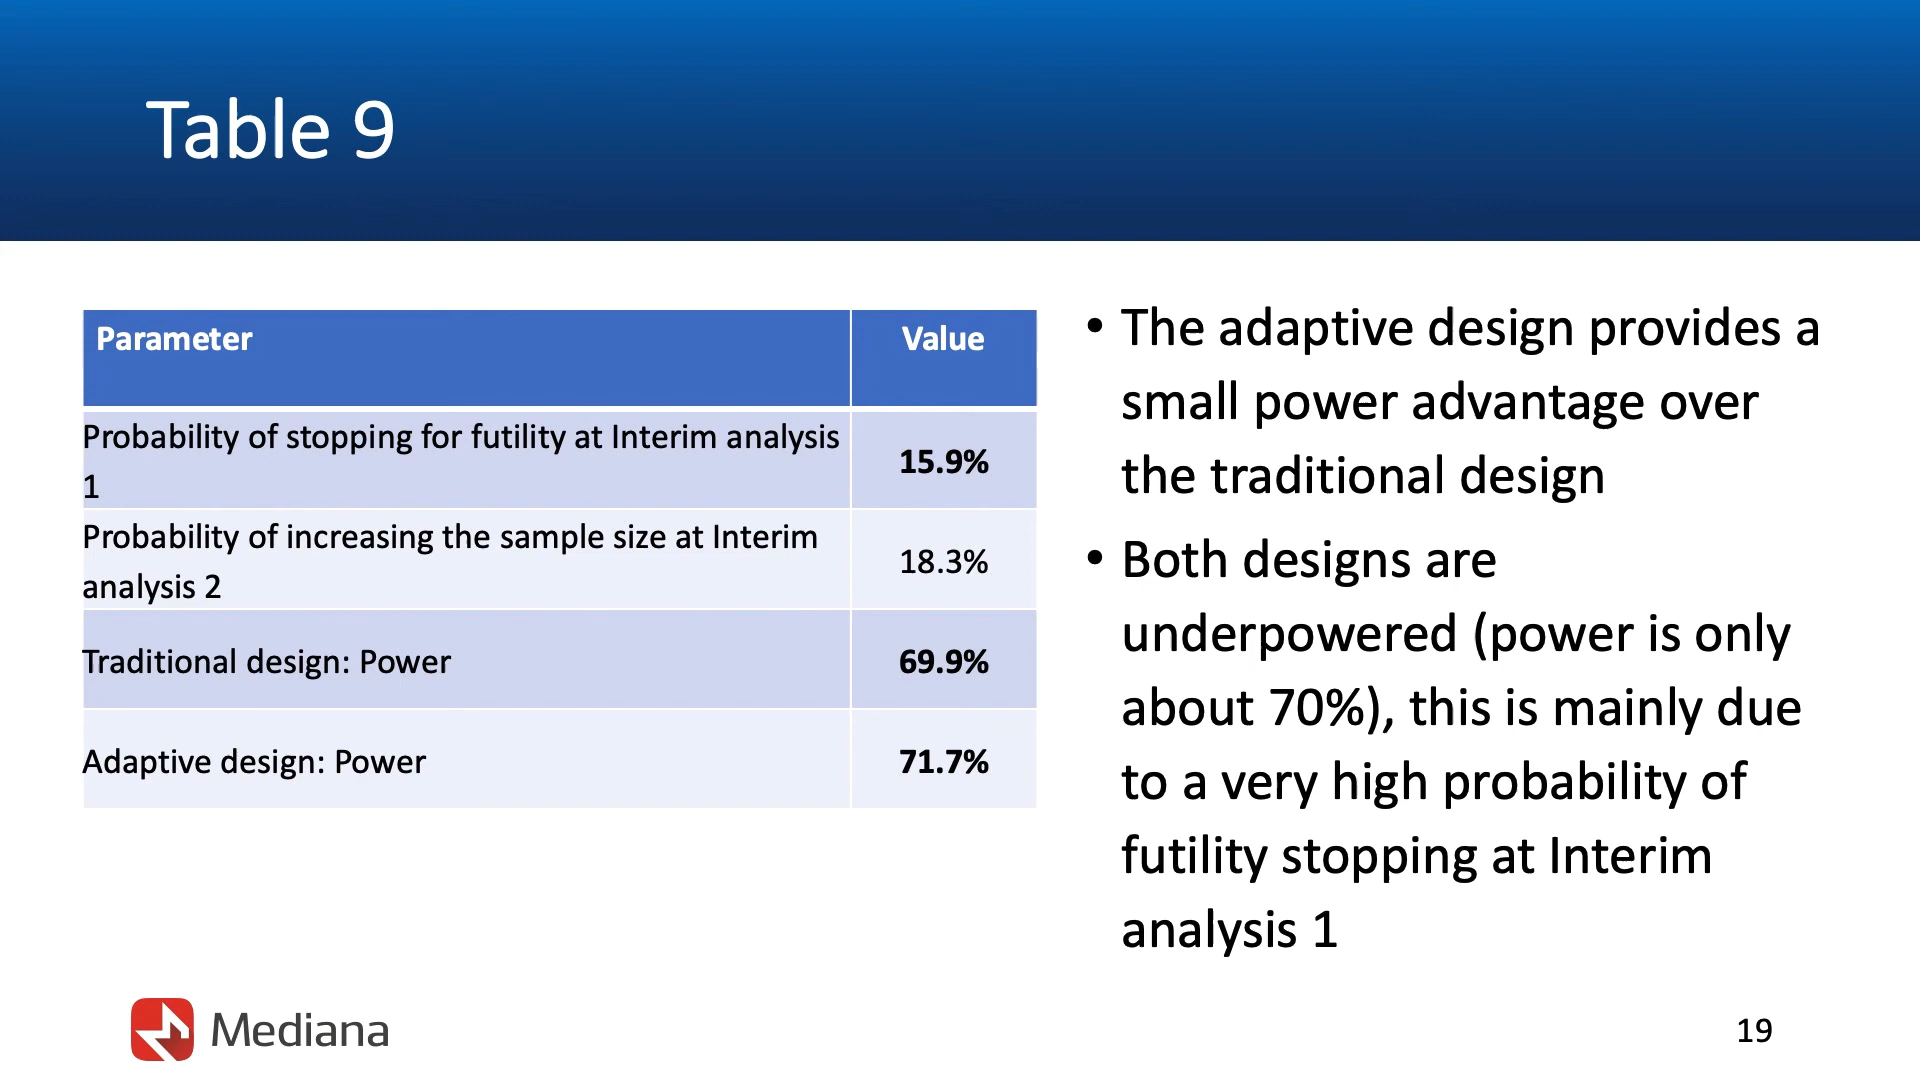 Table 9
Parameter
Value
Probability of stopping for futility at Interim analysis
1
15.9%
Probability of increasing the sample size at Interim
analysis 2
18.3%
Traditional design: Power
69.9%
Adaptive design: Power
71.7%
• The adaptive design provides a
small power advantage over
the traditional design
• Both designs are
underpowered (power is only
about 70%), this is mainly due
to a very high probability of
futility stopping at Interim
analysis 1
Mediana
19